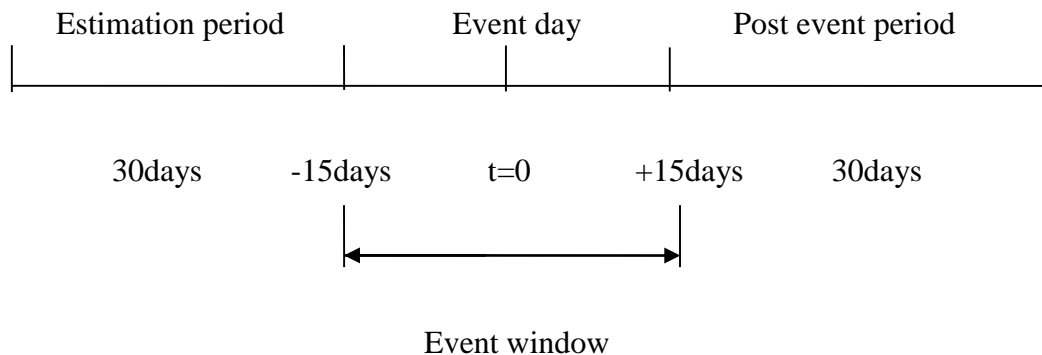 Estimation period Event day Post event period
30days -15days t=0 +15days 30days
Event window